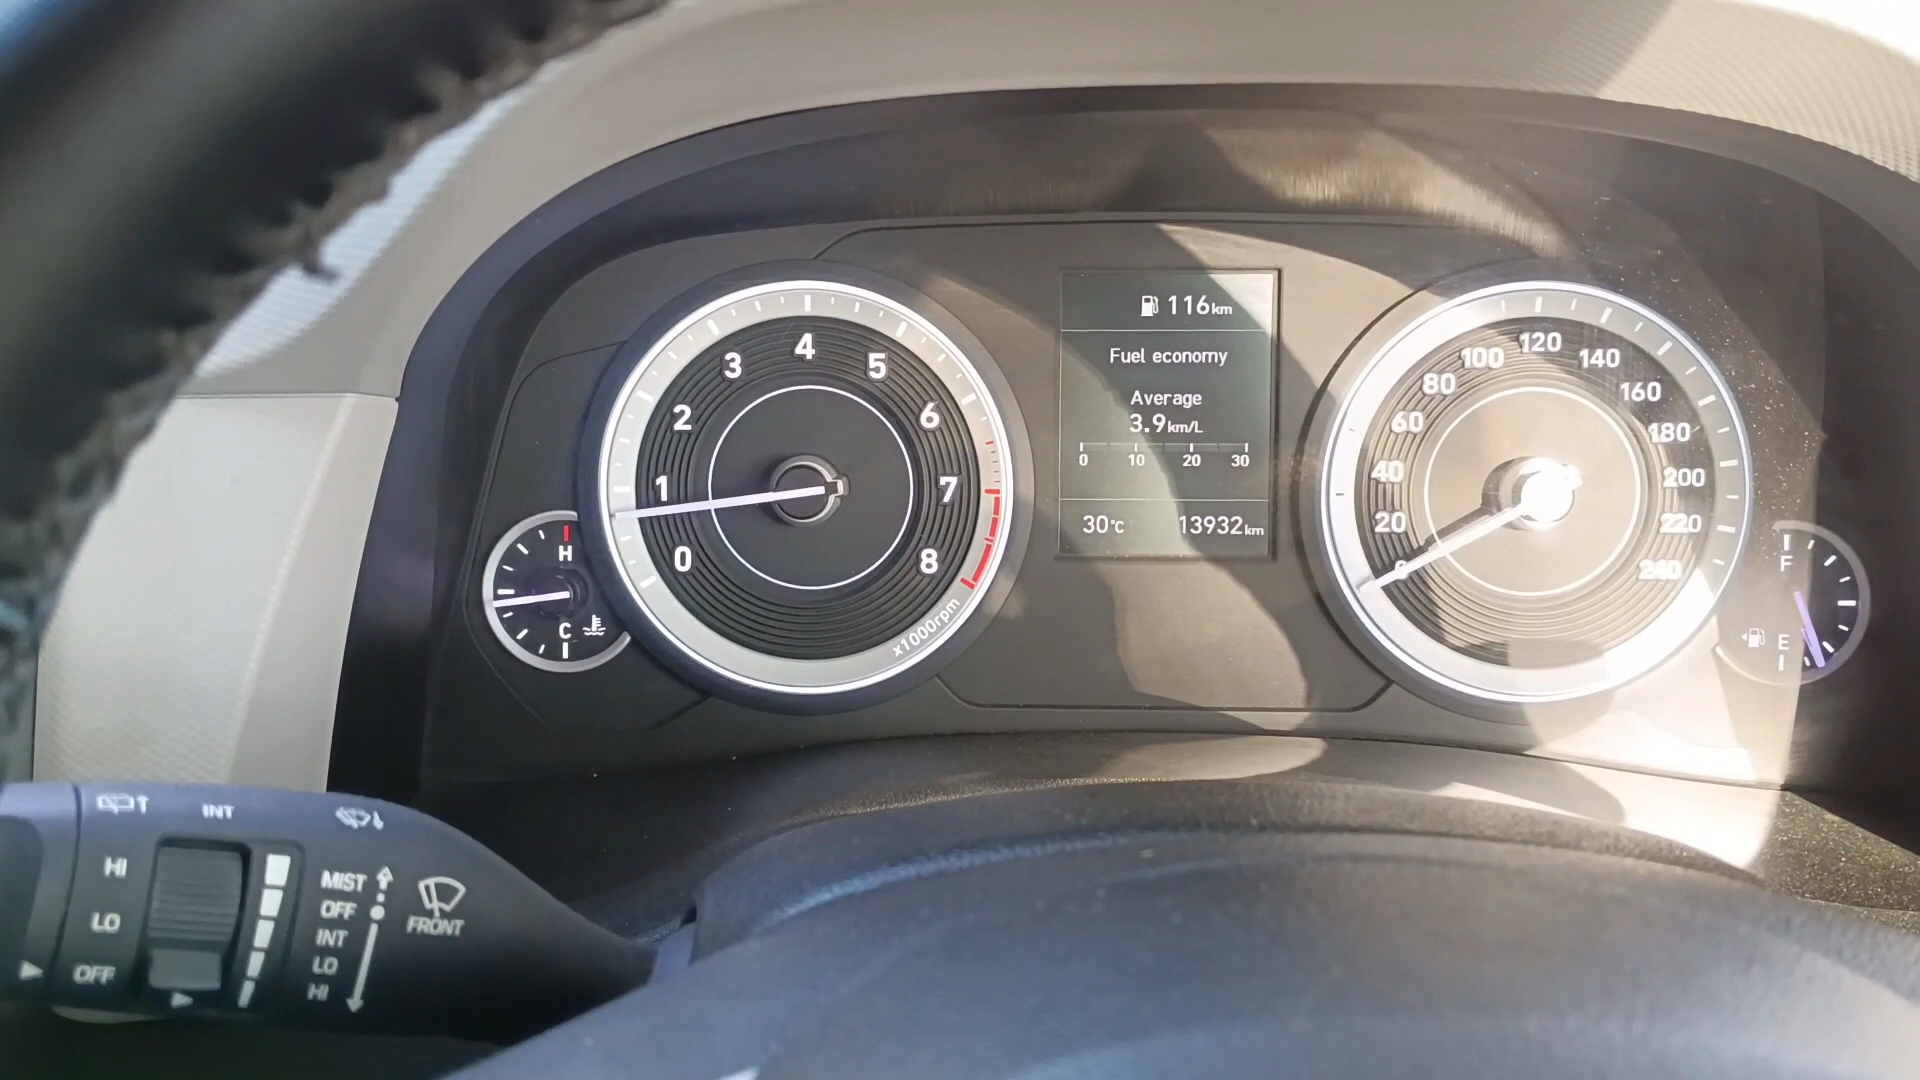 116km
Fuel economy
Average
3.9km/L
0 10 20 30
30°C 13932km
0 1 2 3 4 5 6 7 8
x1000rpm
H
C
0 20 40 60 80 100 120 140 160 180 200 220 240
F
E
INT
HI
LO
OFF
MIST
OFF
INT
LO
HI
FRONT